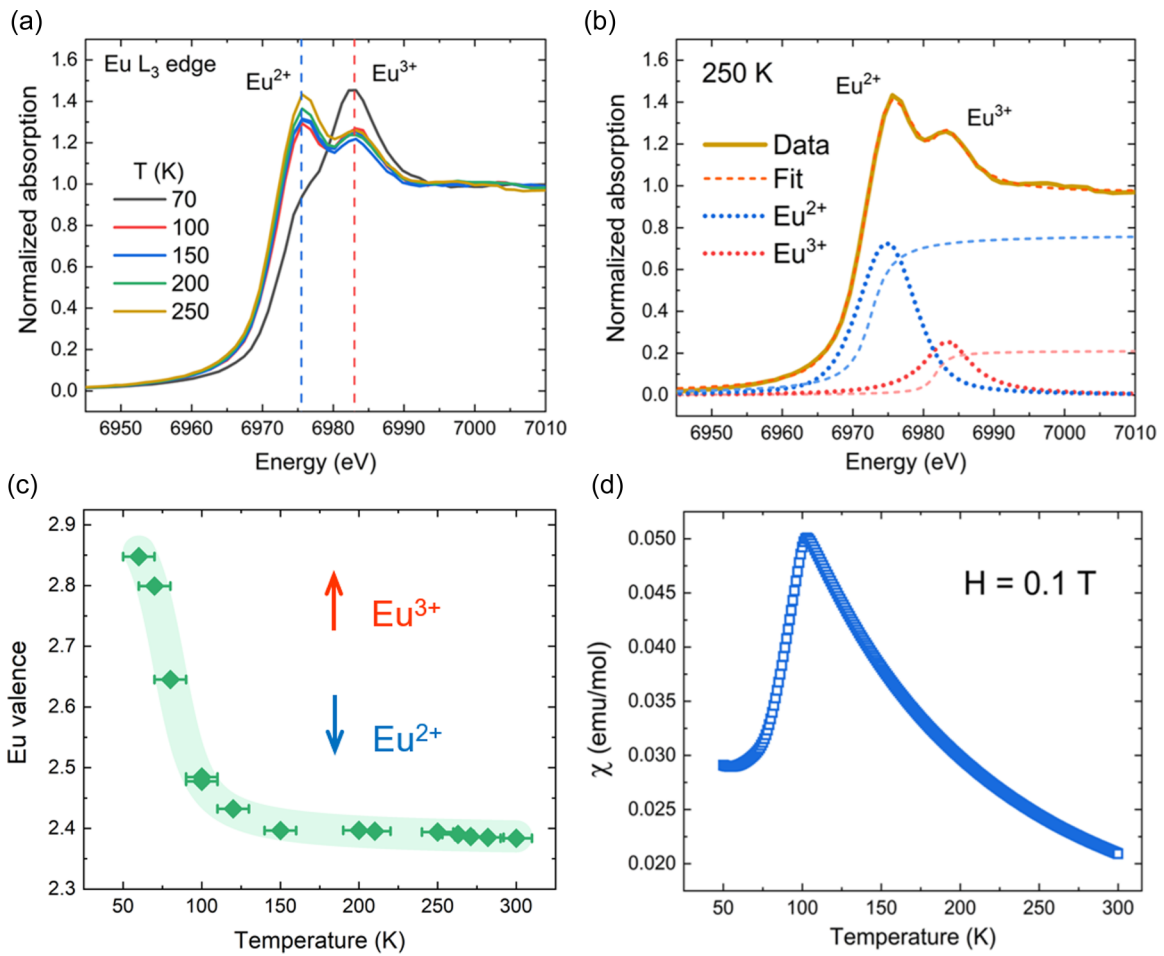 (a)
1.6
1.4
1.2
1.0
0.8
0.6
0.4
0.2
0.0
Normalized absorption
Eu L3 edge
Eu2+
Eu3+
T (K)
70
100
150
200
250
6950 6960 6970 6980 6990 7000 7010
Energy (eV)
(b)
1.6
1.4
1.2
1.0
0.8
0.6
0.4
0.2
0.0
Normalized absorption
250 K
Eu2+
Eu3+
Data
Fit
Eu2+
Eu3+
6950 6960 6970 6980 6990 7000 7010
Energy (eV)
(c)
2.9
2.8
2.7
2.6
2.5
2.4
2.3
Eu valence
Eu3+
Eu2+
50 100 150 200 250 300
Temperature (K)
(d)
0.050
0.045
0.040
0.035
0.030
0.025
0.020
χ (emu/mol)
H = 0.1 T
50 100 150 200 250 300
Temperature (K)